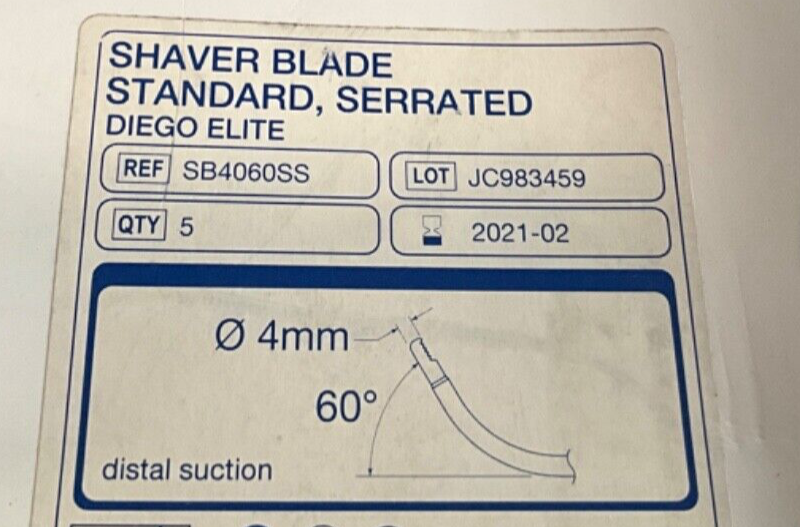 SHAVER BLADE
STANDARD, SERRATED
DIEGO ELITE
REF SB4060SS
LOT JC983459
QTY 5
2021-02
Ø 4mm
60°
distal suction